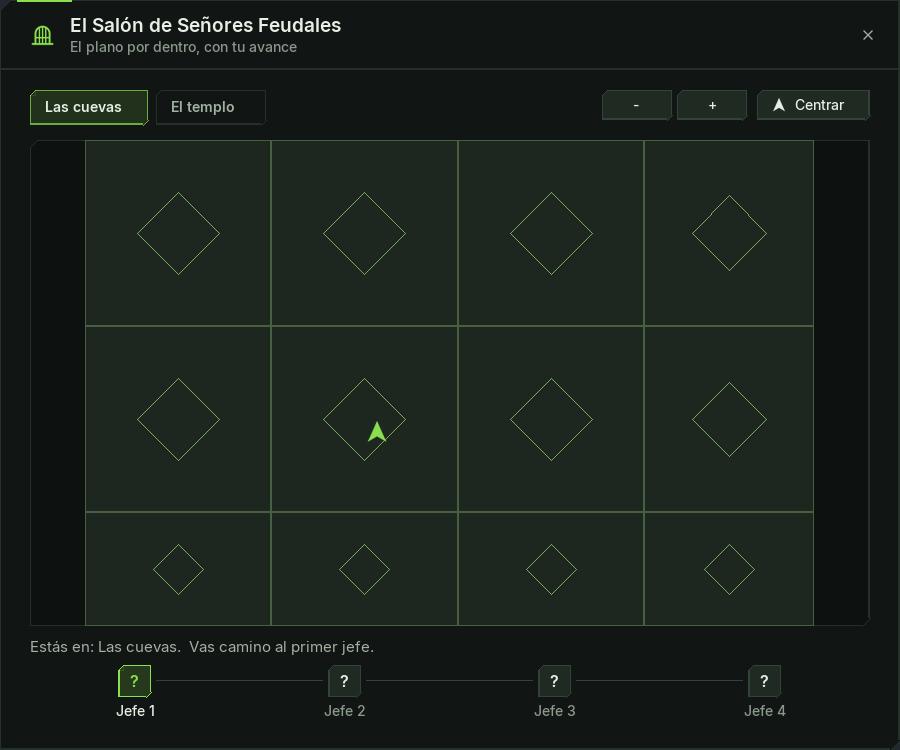 El Salón de Señores Feudales
El plano por dentro, con tu avance
×
Las cuevas
El templo
-
+
Centrar
Estás en: Las cuevas.  Vas camino al primer jefe.
?
?
?
?
Jefe 1
Jefe 2
Jefe 3
Jefe 4